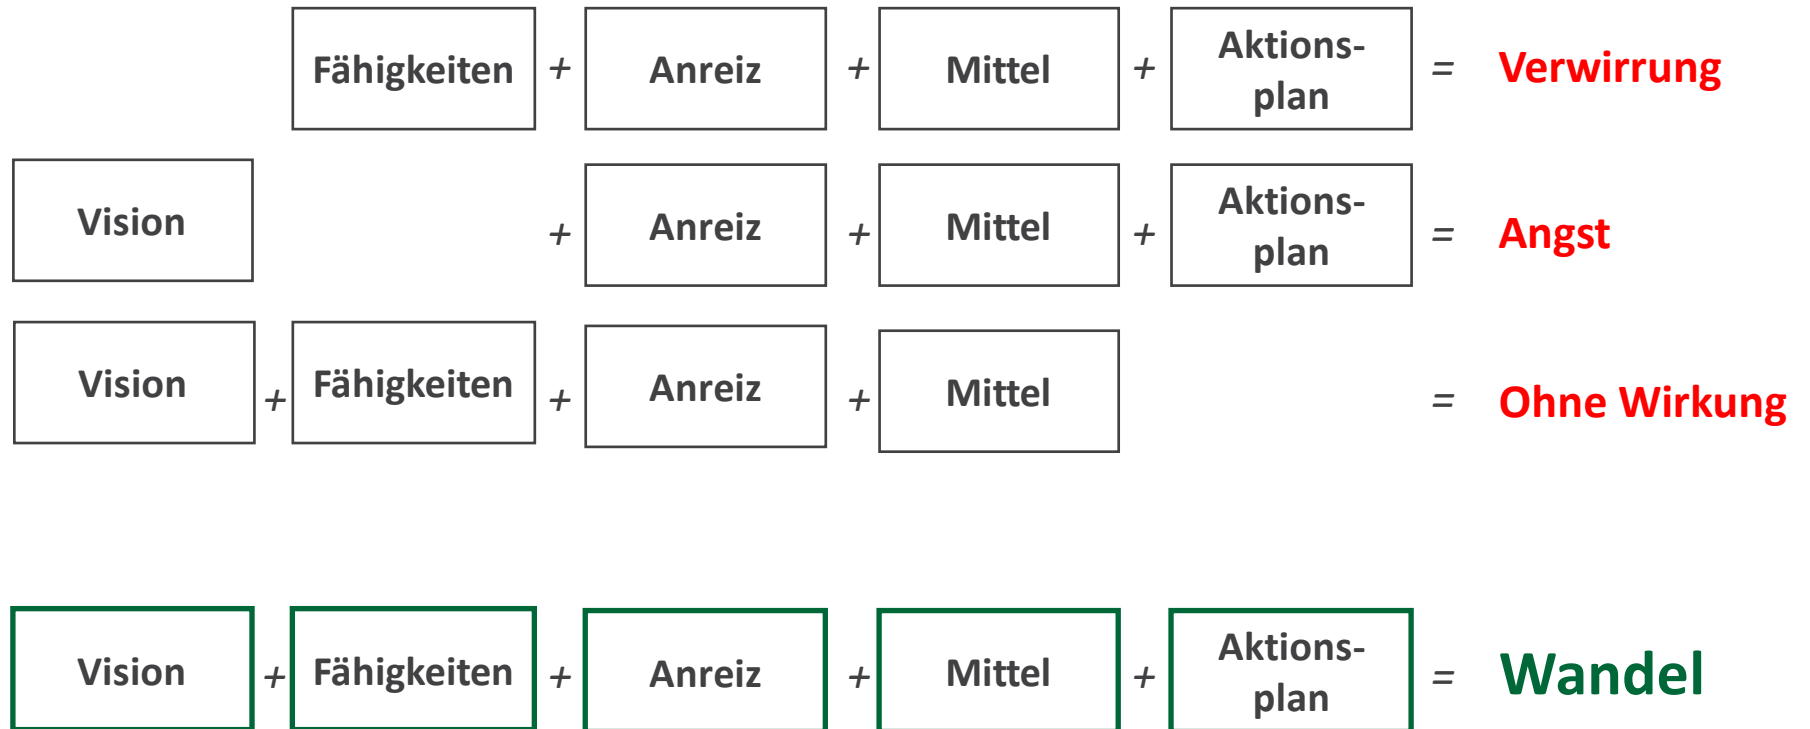 Fähigkeiten + Anreiz + Mittel + Aktions-
plan = Verwirrung
Vision + Anreiz + Mittel + Aktions-
plan = Angst
Vision + Fähigkeiten + Anreiz + Mittel = Ohne Wirkung
Vision + Fähigkeiten + Anreiz + Mittel + Aktions-
plan = Wandel